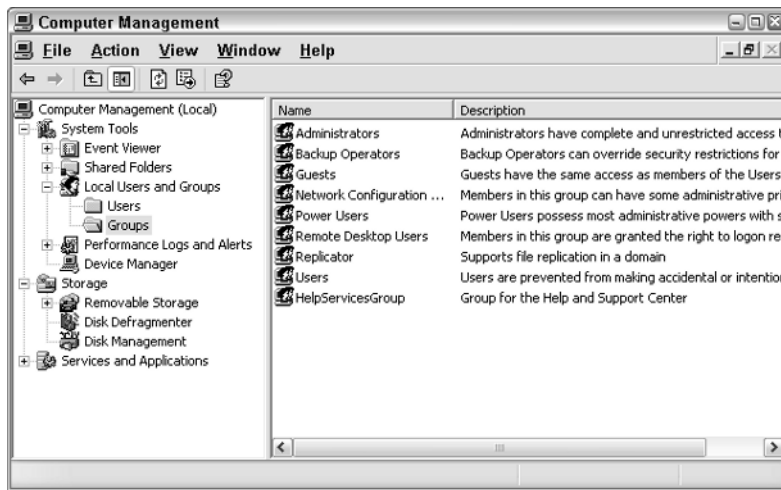 Computer Management
File Action View Window Help
Computer Management (Local)
System Tools
Event Viewer
Shared Folders
Local Users and Groups
Users
Groups
Performance Logs and Alerts
Device Manager
Storage
Removable Storage
Disk Defragmenter
Disk Management
Services and Applications
Name Description
Administrators Administrators have complete and unrestricted access
Backup Operators Backup Operators can override security restrictions for
Guests Guests have the same access as members of the Users
Network Configuration ... Members in this group can have some administrative pri
Power Users Power Users possess most administrative powers with s
Remote Desktop Users Members in this group are granted the right to logon re
Replicator Supports file replication in a domain
Users Users are prevented from making accidental or intentio
HelpServicesGroup Group for the Help and Support Center